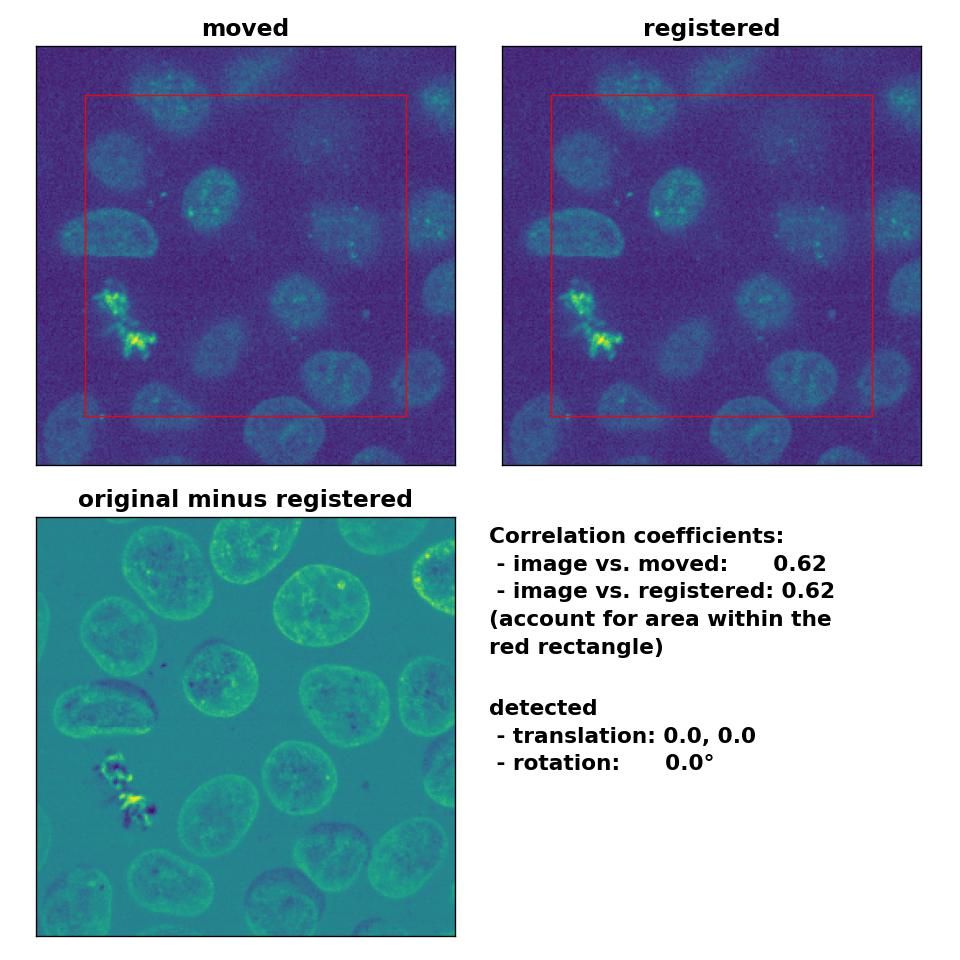 moved
registered
original minus registered
Correlation coefficients:
- image vs. moved: 0.62
- image vs. registered: 0.62
(account for area within the
red rectangle)
detected
- translation: 0.0, 0.0
- rotation: 0.0°